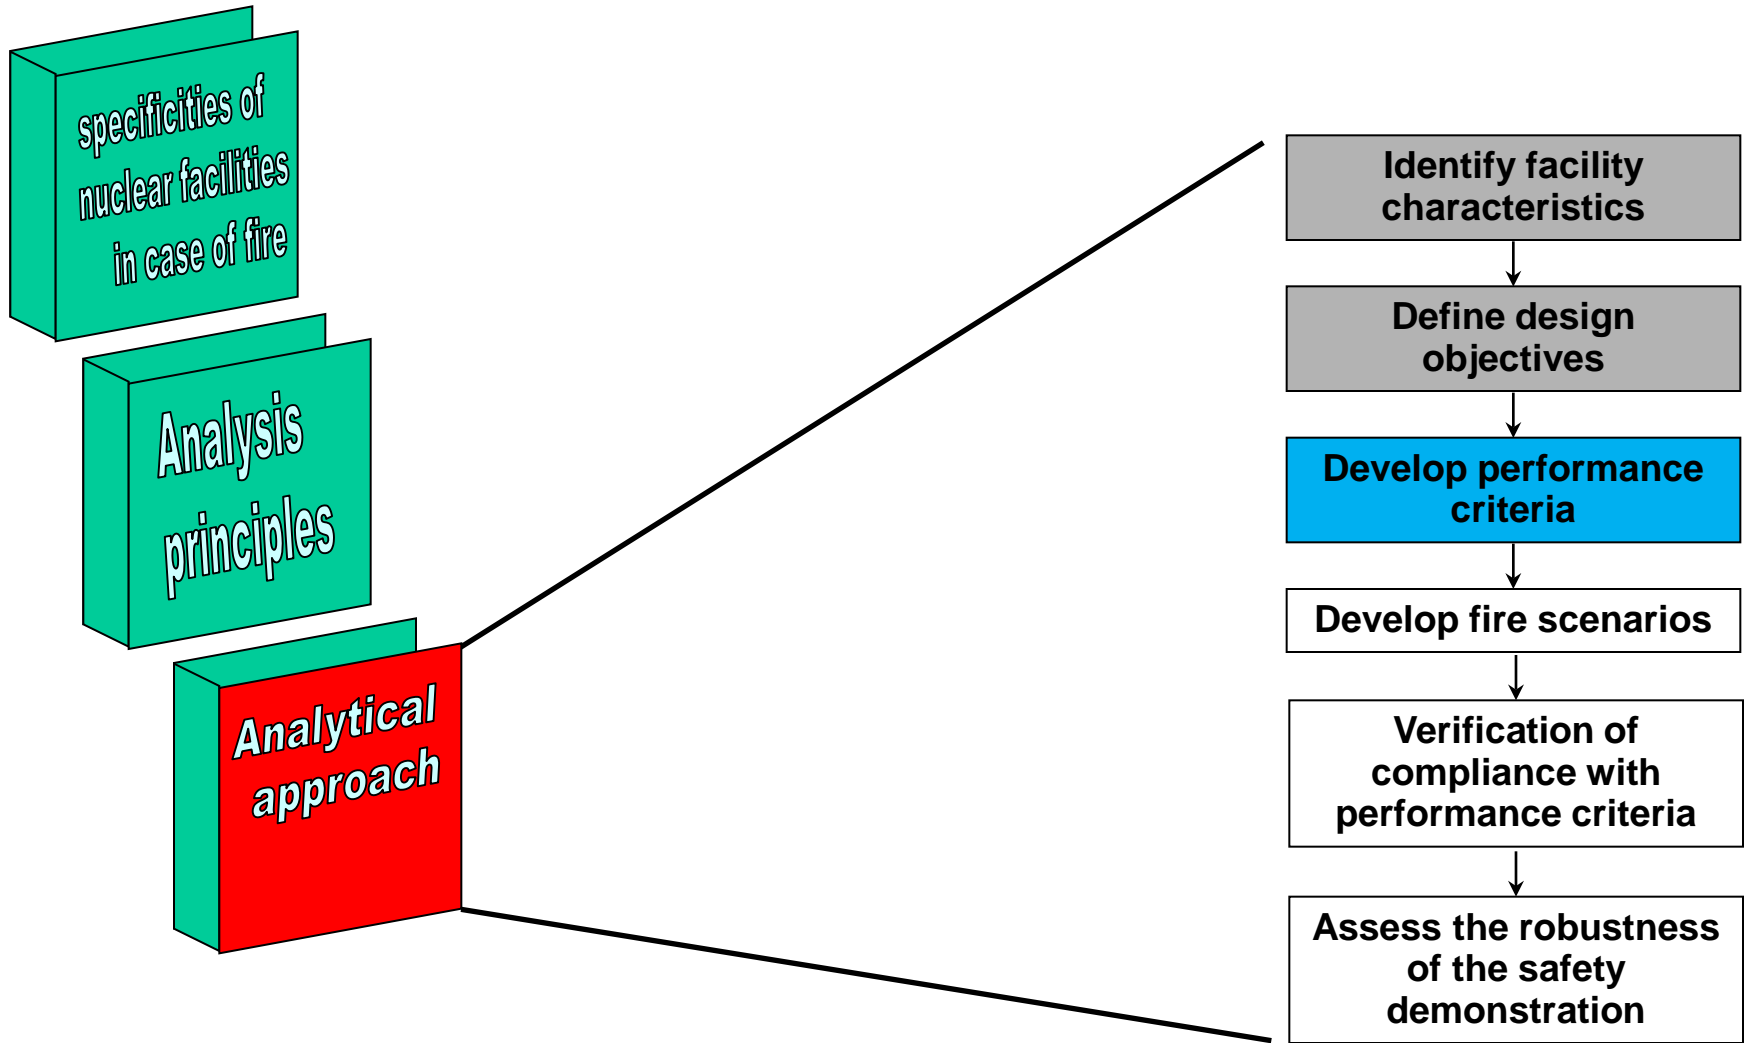 specificities of
nuclear facilities
in case of fire
Analysis
principles
Analytical
approach
Identify facility
characteristics
Define design
objectives
Develop performance
criteria
Develop fire scenarios
Verification of
compliance with
performance criteria
Assess the robustness
of the safety
demonstration